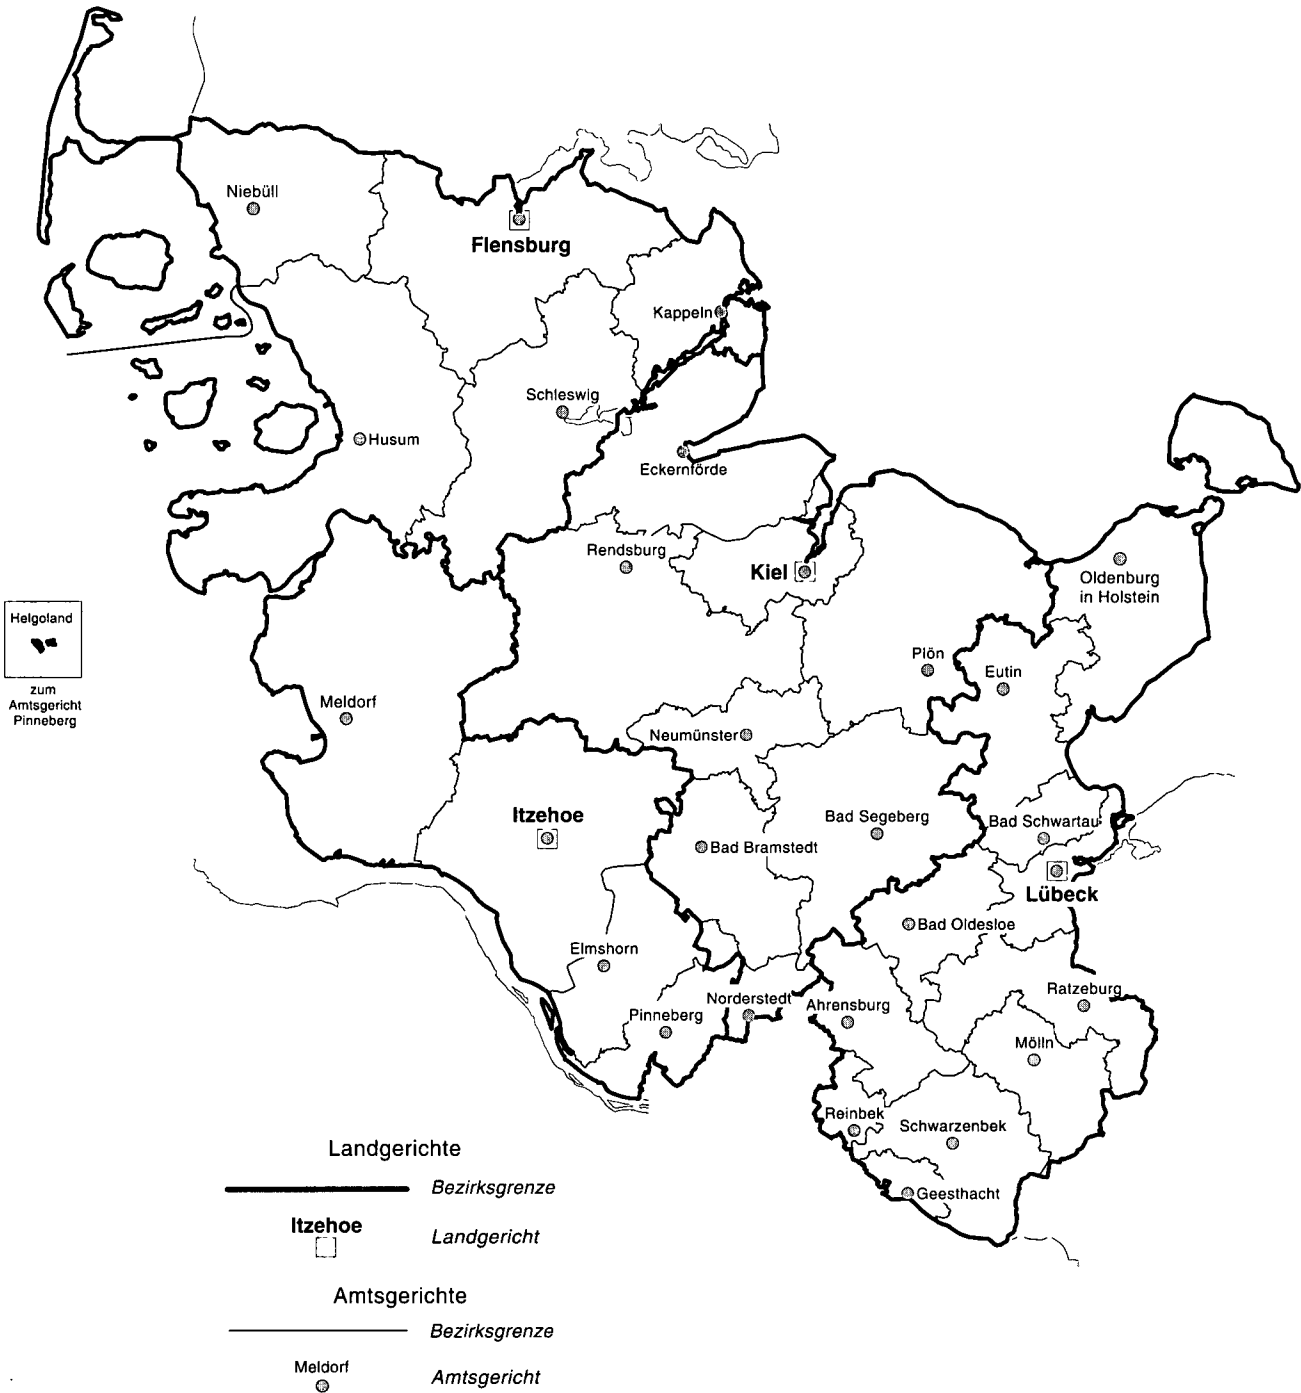 Niebüll
Flensburg
Kappeln
Schleswig
Husum
Eckernförde
Rendsburg
Kiel
Oldenburg
in Holstein
Helgoland
zum
Amtsgericht
Pinneberg
Plön
Eutin
Meldorf
Neumünster
Itzehoe
Bad Segeberg
Bad Schwartau
Bad Bramstedt
Lübeck
Bad Oldesloe
Elmshorn
Ratzeburg
Norderstedt
Ahrensburg
Pinneberg
Mölln
Reinbek
Schwarzenbek
Geesthacht
Landgerichte
Bezirksgrenze
Itzehoe
Landgericht
Amtsgerichte
Bezirksgrenze
Meldorf
Amtsgericht